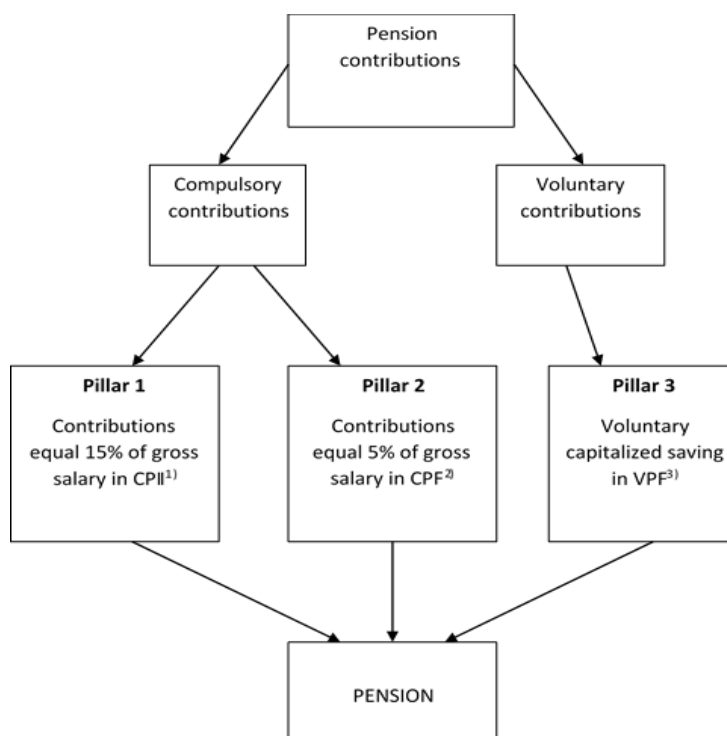 Pension
contributions
Compulsory
contributions
Voluntary
contributions
Pillar 1
Contributions
equal 15% of gross
salary in CPII1)
Pillar 2
Contributions
equal 5% of gross
salary in CPF2)
Pillar 3
Voluntary
capitalized saving
in VPF3)
PENSION